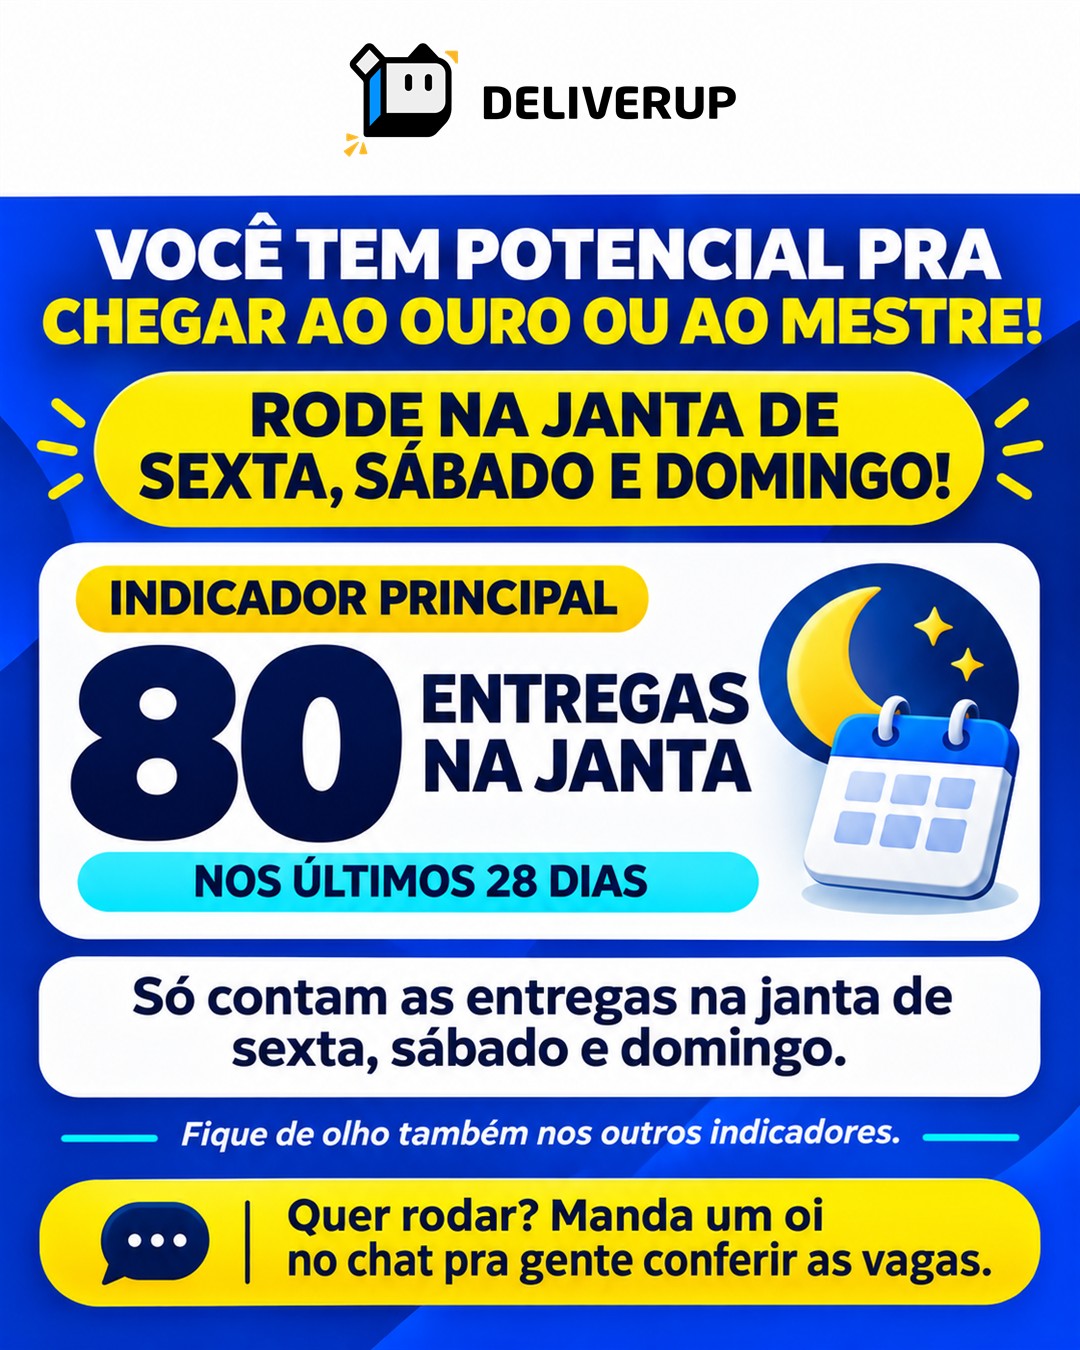 DELIVERUP
VOCÊ TEM POTENCIAL PRA
CHEGAR AO OURO OU AO MESTRE!
RODE NA JANTA DE
SEXTA, SÁBADO E DOMINGO!
INDICADOR PRINCIPAL
80
ENTREGAS
NA JANTA
NOS ÚLTIMOS 28 DIAS
Só contam as entregas na janta de
sexta, sábado e domingo.
Fique de olho também nos outros indicadores.
Quer rodar? Manda um oi
no chat pra gente conferir as vagas.